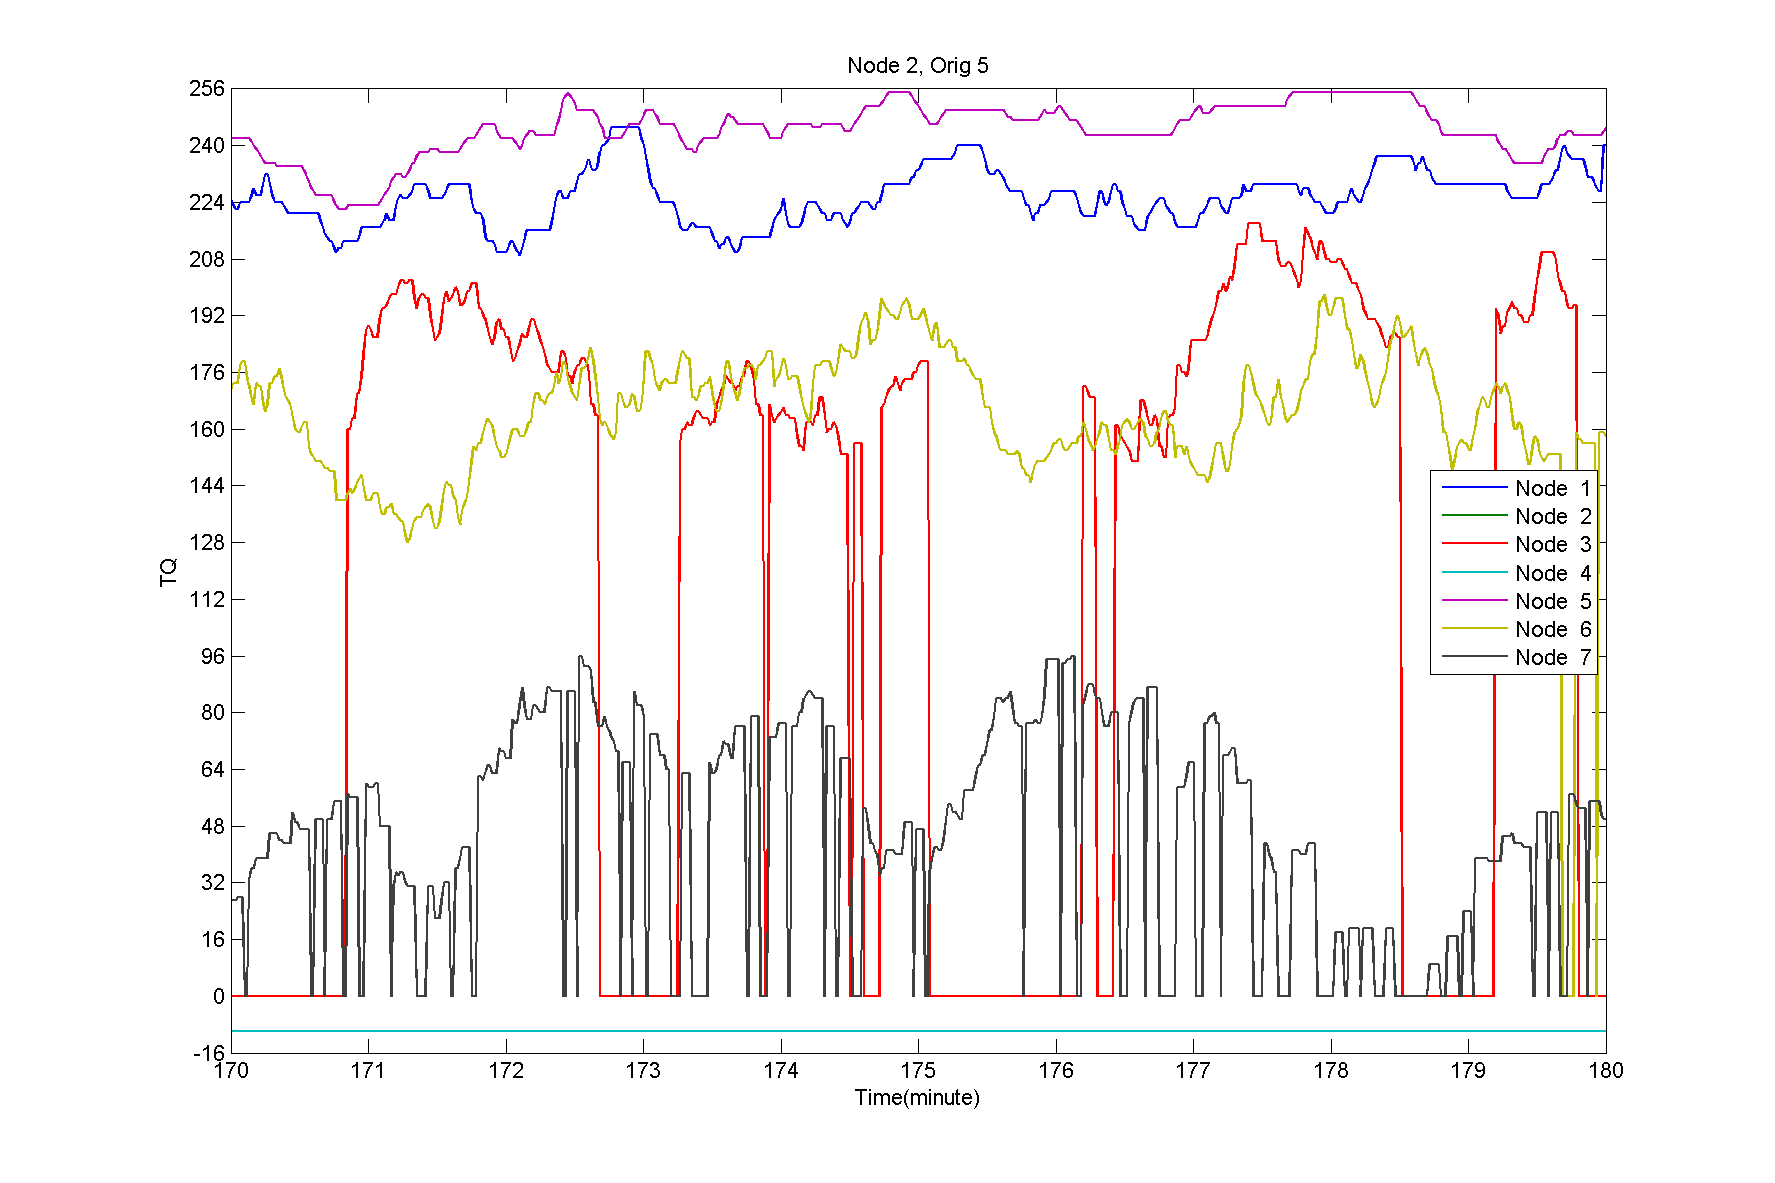 Node 2, Orig 5
256
240
224
208
192
176
160
144
128
112
96
80
64
48
32
16
0
-16
TQ
Node 1
Node 2
Node 3
Node 4
Node 5
Node 6
Node 7
170 171 172 173 174 175 176 177 178 179 180
Time(minute)